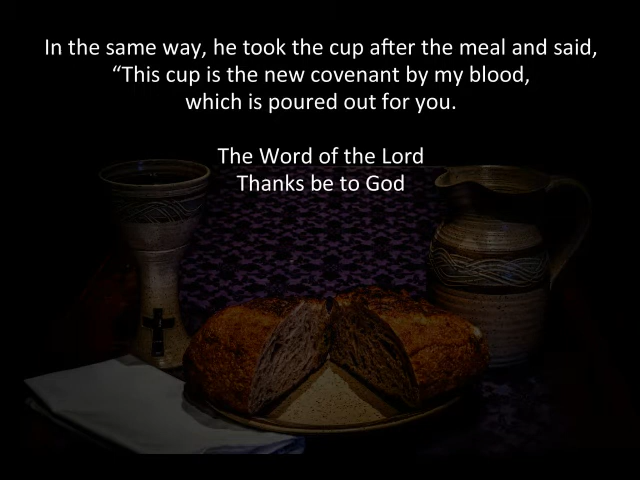 In the same way, he took the cup after the meal and said,
“This cup is the new covenant by my blood,
which is poured out for you.
The Word of the Lord
Thanks be to God